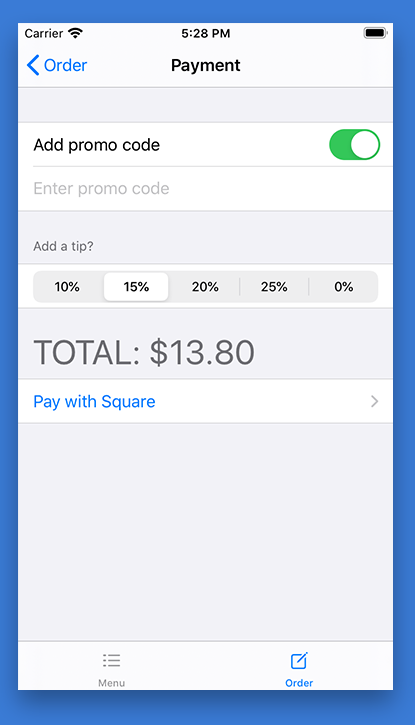 Carrier 5:28 PM
Order Payment
Add promo code
Enter promo code
Add a tip?
10% 15% 20% 25% 0%
TOTAL: $13.80
Pay with Square
Menu Order